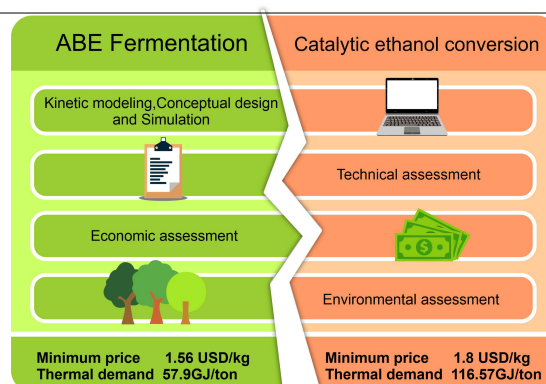 ABE Fermentation
Catalytic ethanol conversion
Kinetic modeling,Conceptual design
and Simulation
Technical assessment
Economic assessment
$
Environmental assessment
Minimum price 1.56 USD/kg
Thermal demand 57.9GJ/ton
Minimum price 1.8 USD/kg
Thermal demand 116.57GJ/ton